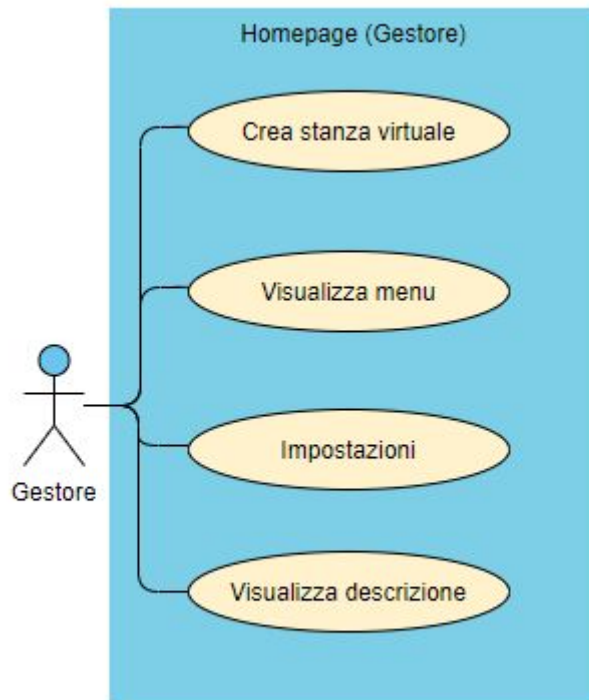 Homepage (Gestore)
Crea stanza virtuale
Visualizza menu
Impostazioni
Gestore
Visualizza descrizione